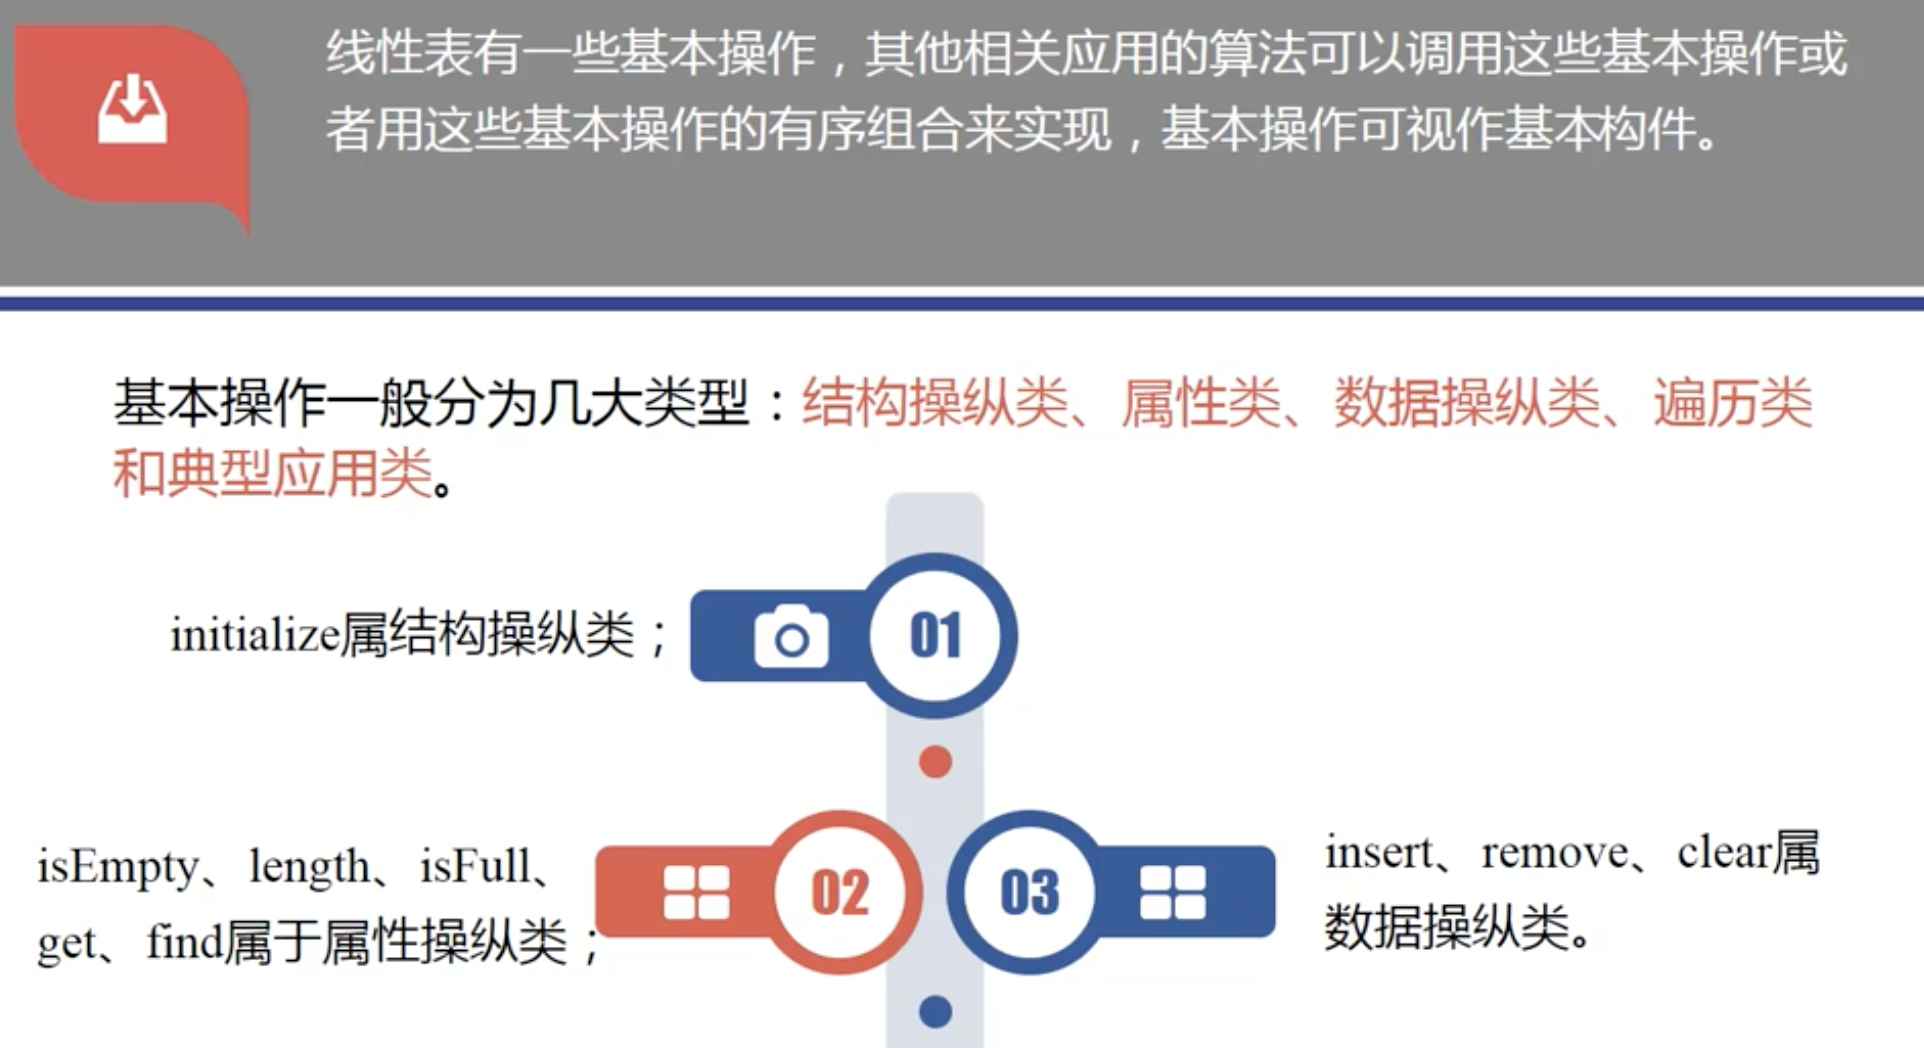 线性表有一些基本操作，其他相关应用的算法可以调用这些基本操作或
者用这些基本操作的有序组合来实现，基本操作可视作基本构件。
基本操作一般分为几大类型：结构操纵类、属性类、数据操纵类、遍历类
和典型应用类。
initialize属结构操纵类；
01
isEmpty、length、isFull、
get、find属于属性操纵类；
02
03
insert、remove、clear属
数据操纵类。